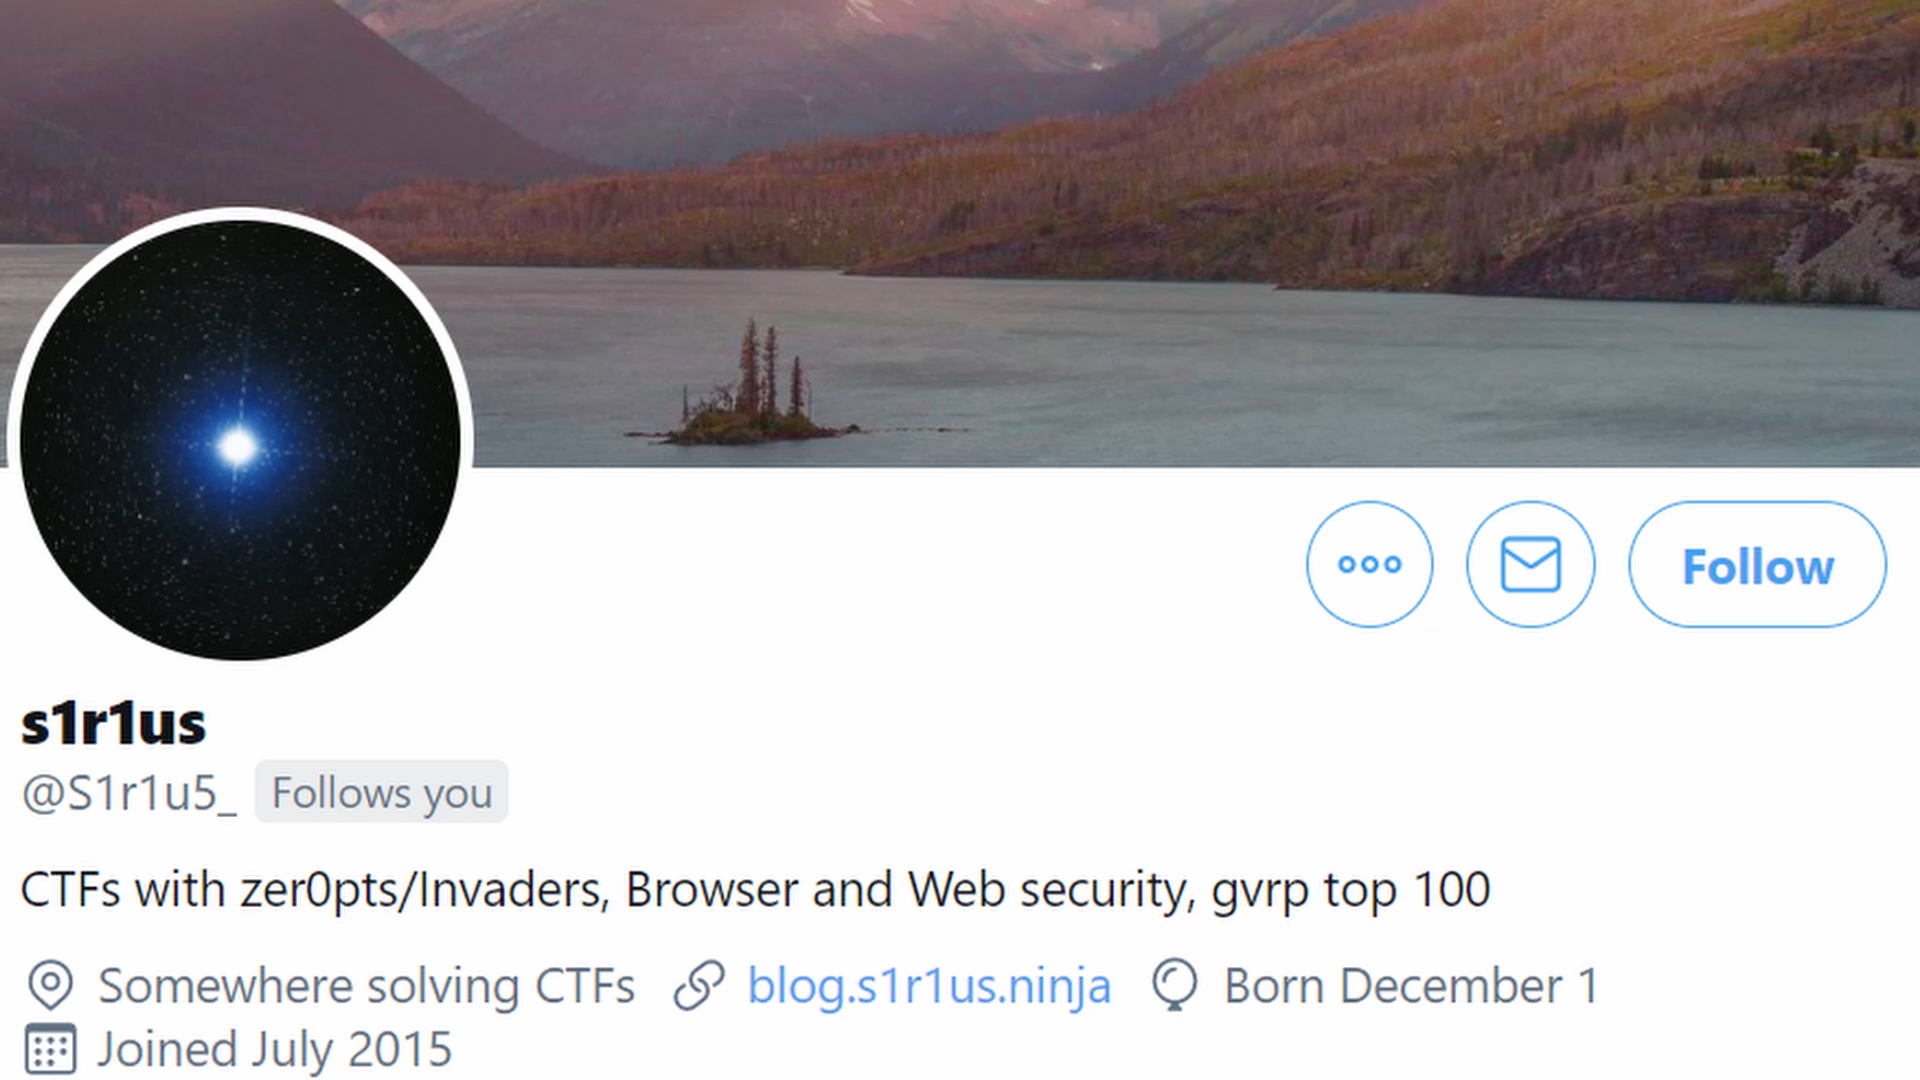 Follow
s1r1us
@S1r1u5_ Follows you
CTFs with zer0pts/Invaders, Browser and Web security, gvrp top 100
Somewhere solving CTFs blog.s1r1us.ninja Born December 1
Joined July 2015